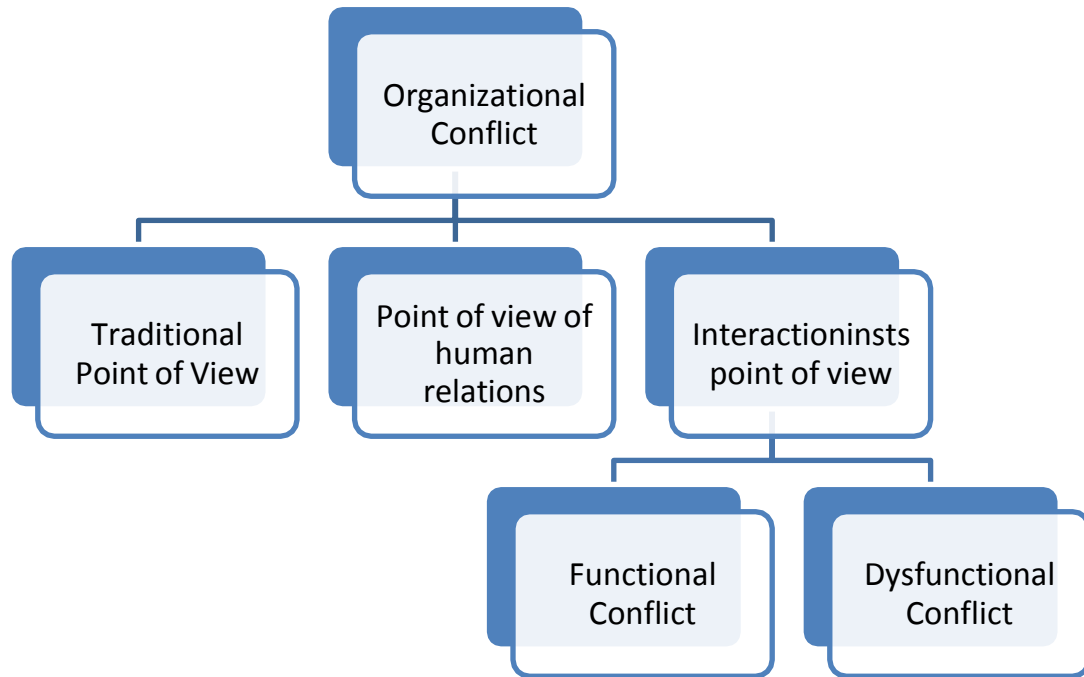 Organizational
Conflict
Traditional
Point of View
Point of view of
human
relations
Interactioninsts
point of view
Functional
Conflict
Dysfunctional
Conflict